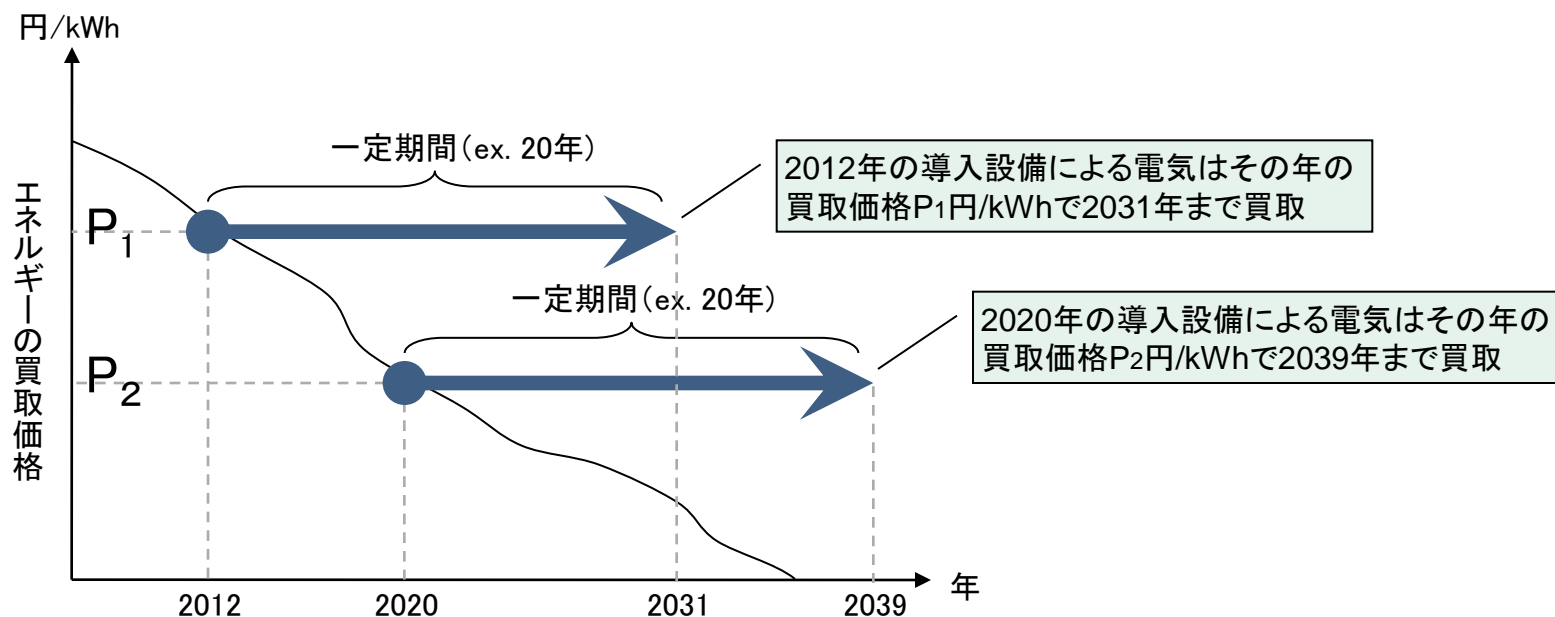 円/kWh
一定期間(ex. 20年)
2012年の導入設備による電気はその年の
買取価格P1円/kWhで2031年まで買取
エネルギーの買取価格
P1
一定期間(ex. 20年)
2020年の導入設備による電気はその年の
買取価格P2円/kWhで2039年まで買取
P2
年
2012
2020
2031
2039